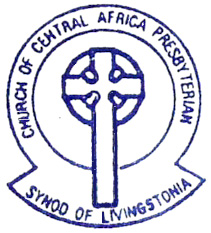 CHURCH OF CENTRAL AFRICA PRESBYTERIAN
SYNOD OF LIVINGSTONIA